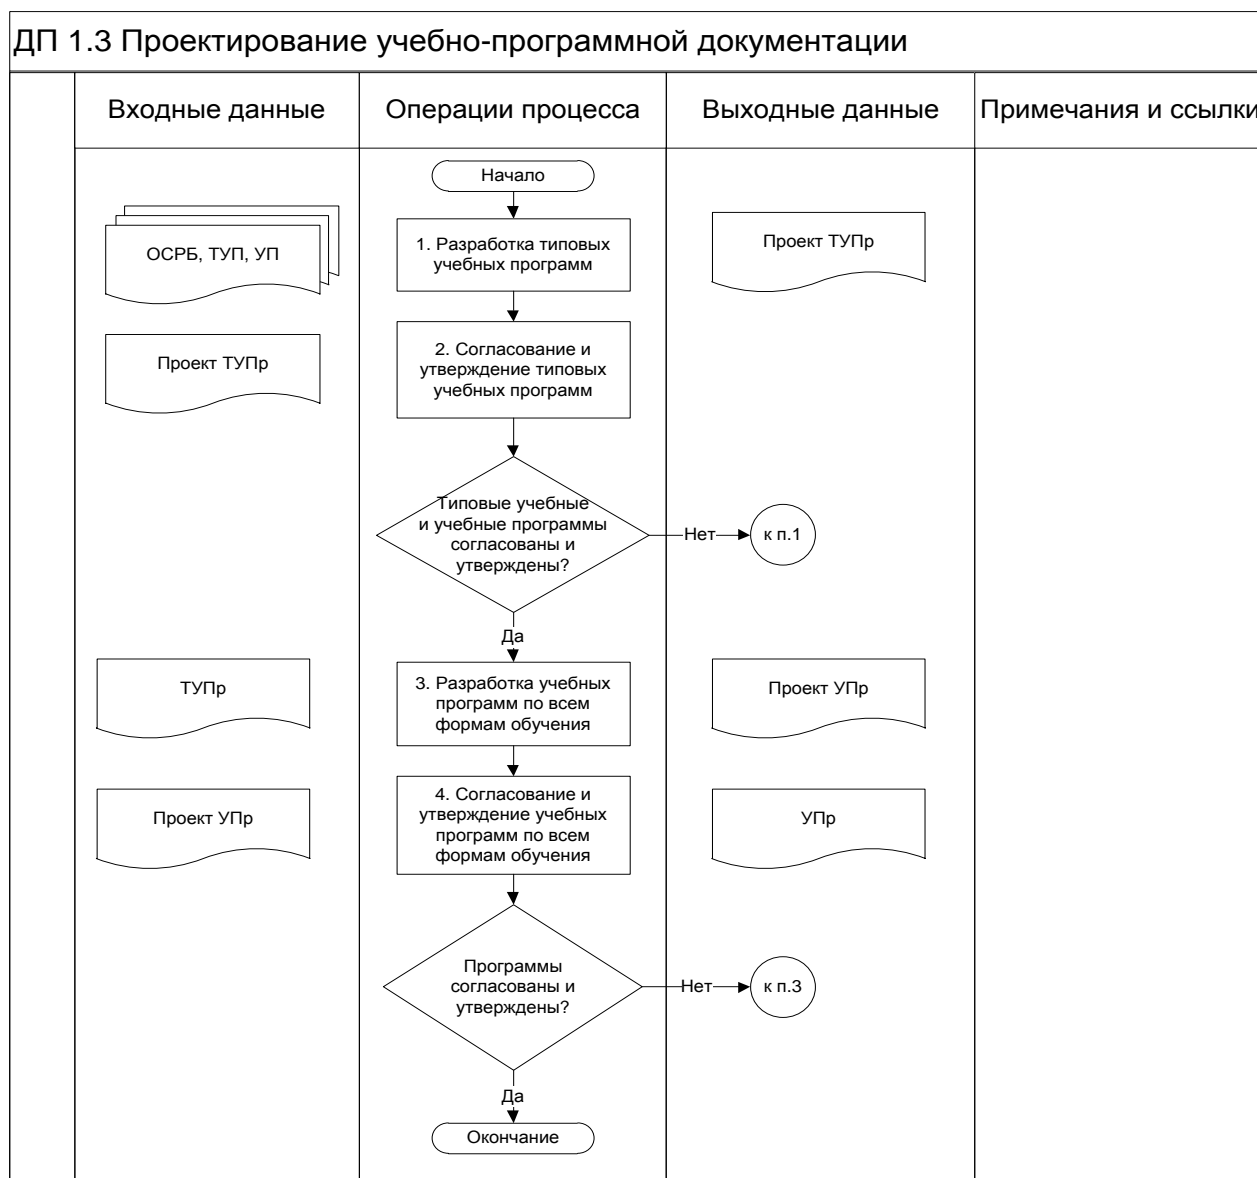 ДП 1.3 Проектирование учебно-программной документации
Входные данные
Операции процесса
Выходные данные
Примечания и ссылки
Начало
ОСРБ, ТУП, УП
1. Разработка типовых
учебных программ
Проект ТУПр
Проект ТУПр
2. Согласование и
утверждение типовых
учебных программ
Типовые учебные
и учебные программы
согласованы и
утверждены?
Нет
к п.1
Да
ТУПр
3. Разработка учебных
программ по всем
формам обучения
Проект УПр
Проект УПр
4. Согласование и
утверждение учебных
программ по всем
формам обучения
УПр
Программы
согласованы и
утверждены?
Нет
к п.3
Да
Окончание